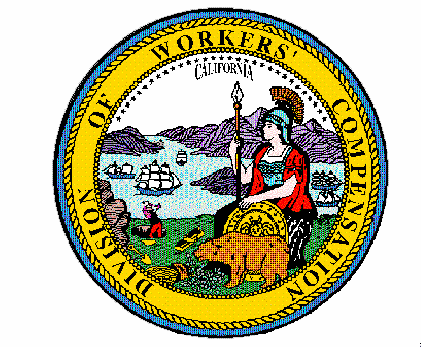 DIVISION OF WORKERS' COMPENSATION
CALIFORNIA